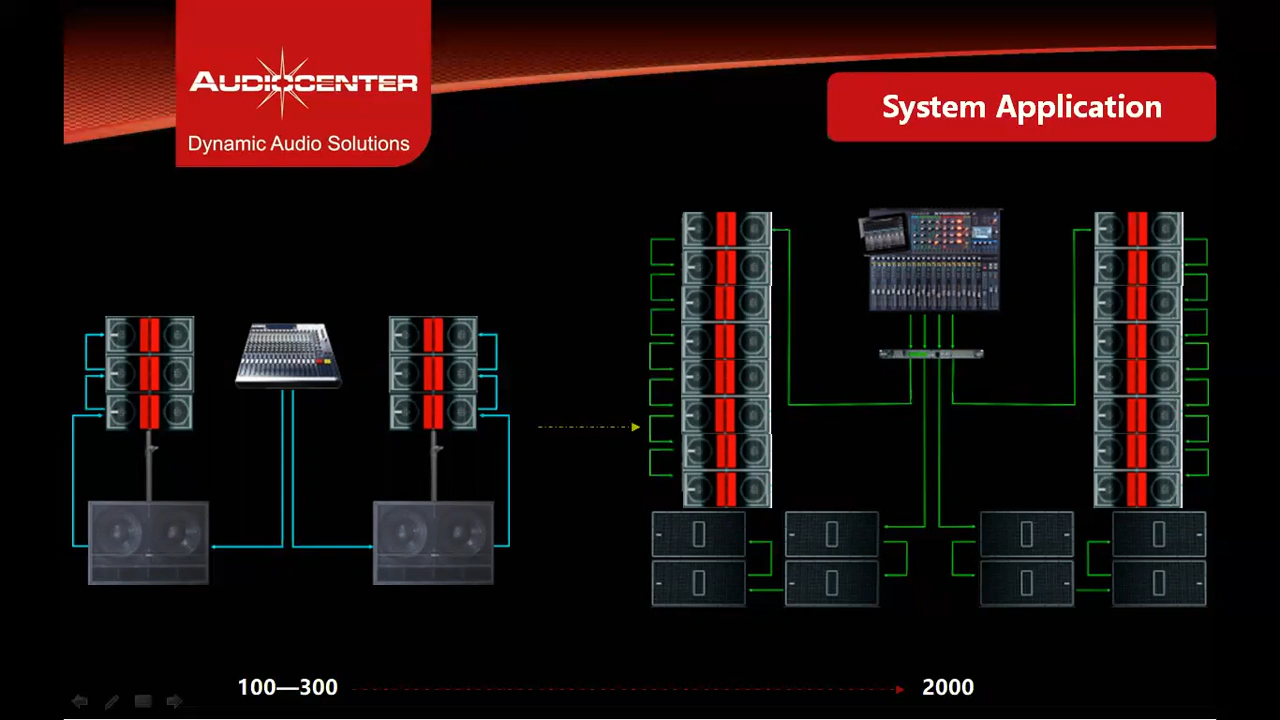 AUDIOCENTER
Dynamic Audio Solutions
System Application
100—300
2000